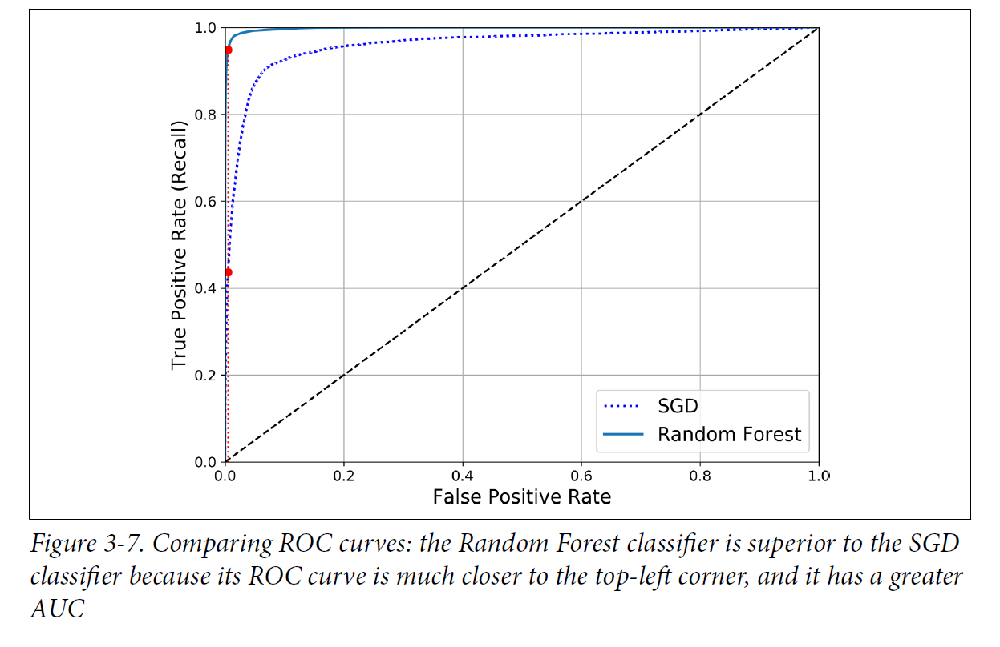 1.0
0.8
0.6
0.4
0.2
0.0
True Positive Rate (Recall)
SGD
Random Forest
0.0 0.2 0.4 0.6 0.8 1.0
False Positive Rate
Figure 3-7. Comparing ROC curves: the Random Forest classifier is superior to the SGD
classifier because its ROC curve is much closer to the top-left corner, and it has a greater
AUC